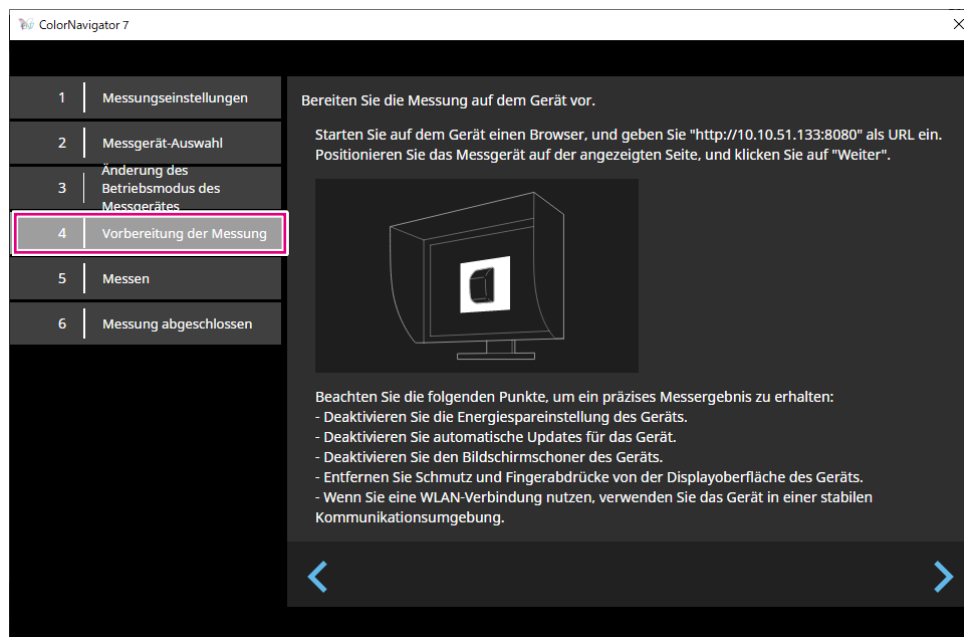 ColorNavigator 7
1 Messungseinstellungen
2 Messgerät-Auswahl
3 Änderung des
Betriebsmodus des
Messgerätes
4 Vorbereitung der Messung
5 Messen
6 Messung abgeschlossen
Bereiten Sie die Messung auf dem Gerät vor.
Starten Sie auf dem Gerät einen Browser, und geben Sie "http://10.10.51.133:8080" als URL ein.
Positionieren Sie das Messgerät auf der angezeigten Seite, und klicken Sie auf "Weiter".
Beachten Sie die folgenden Punkte, um ein präzises Messergebnis zu erhalten:
- Deaktivieren Sie die Energiespareinstellung des Geräts.
- Deaktivieren Sie automatische Updates für das Gerät.
- Deaktivieren Sie den Bildschirmschoner des Geräts.
- Entfernen Sie Schmutz und Fingerabdrücke von der Displayoberfläche des Geräts.
- Wenn Sie eine WLAN-Verbindung nutzen, verwenden Sie das Gerät in einer stabilen
Kommunikationsumgebung.